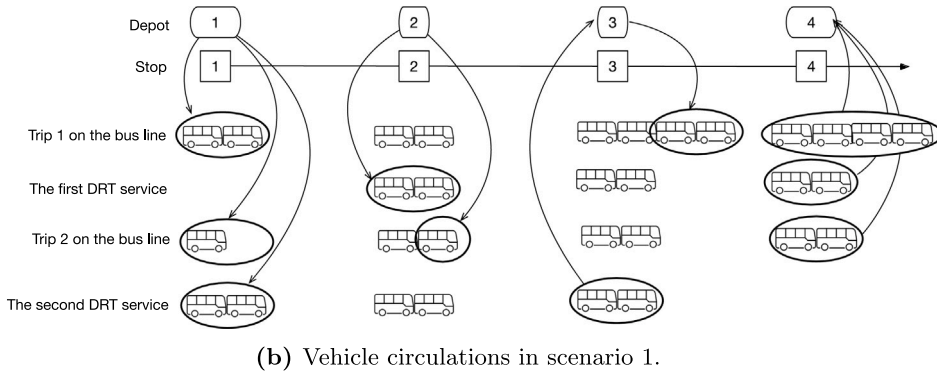 Depot 1 2 3 4
Stop 1 2 3 4
Trip 1 on the bus line
The first DRT service
Trip 2 on the bus line
The second DRT service
(b) Vehicle circulations in scenario 1.